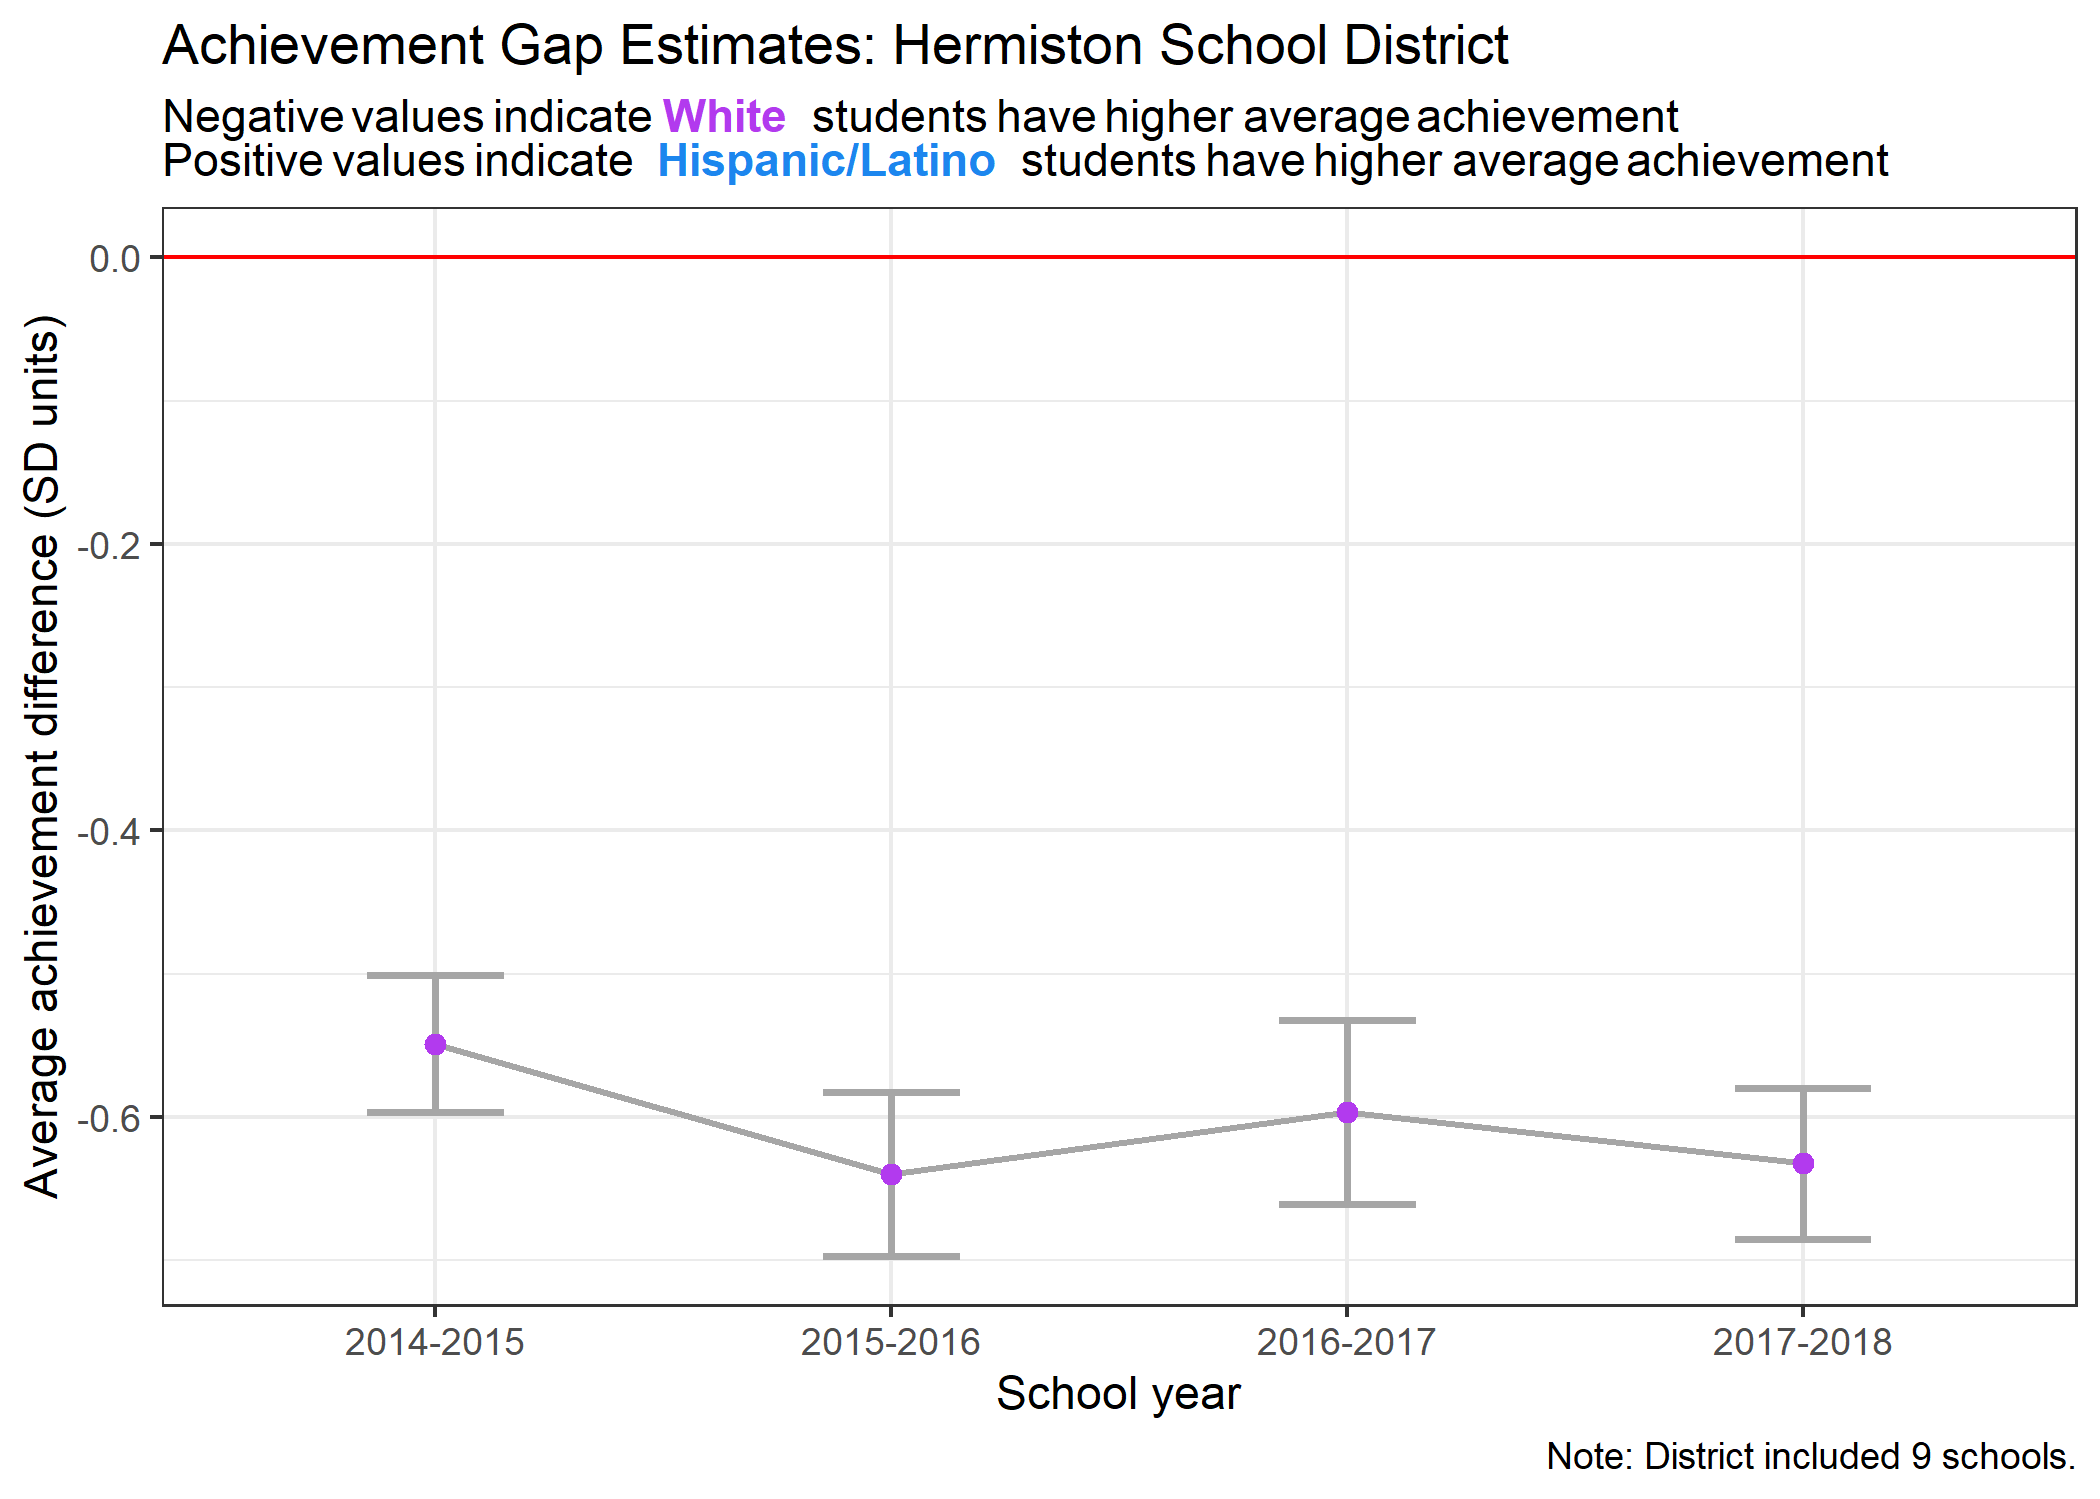 Achievement Gap Estimates: Hermiston School District
Negative values indicate White students have higher average achievement
Positive values indicate Hispanic/Latino students have higher average achievement
Average achievement difference (SD units)
0.0
-0.2
-0.4
-0.6
2014-2015 2015-2016 2016-2017 2017-2018
School year
Note: District included 9 schools.